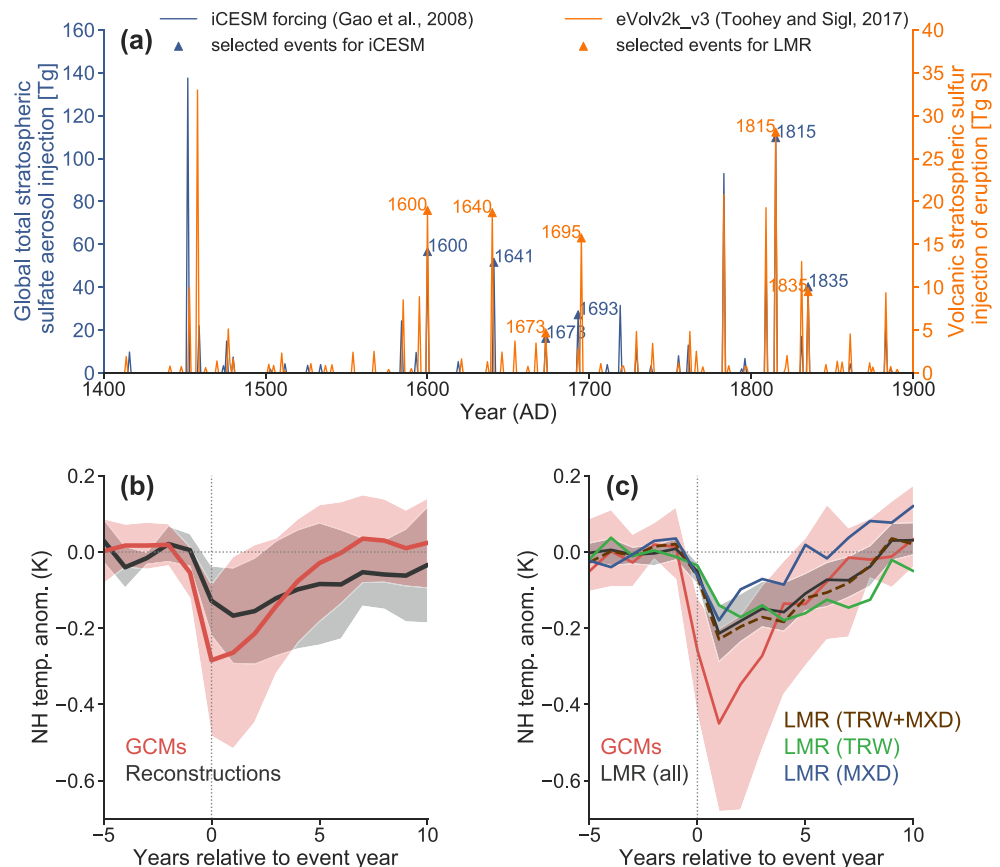 iCESM forcing (Gao et al., 2008)
selected events for iCESM
eVolv2k_v3 (Toohey and Sigl, 2017)
selected events for LMR
(a)
Global total stratospheric
sulfate aerosol injection [Tg]
160
140
120
100
80
60
40
20
0
1600
1600
1640
1641
1673
1673
1695
1693
1815
1815
1835
1835
40
35
30
25
20
15
10
5
0
Volcanic stratospheric sulfur
injection of eruption [Tg S]
1400
1500
1600
1700
1800
1900
Year (AD)
(b)
NH temp. anom. (K)
0.2
0.0
−0.2
−0.4
−0.6
GCMs
Reconstructions
−5
0
5
10
Years relative to event year
(c)
NH temp. anom. (K)
0.2
0.0
−0.2
−0.4
−0.6
GCMs
LMR (all)
LMR (TRW+MXD)
LMR (TRW)
LMR (MXD)
−5
0
5
10
Years relative to event year